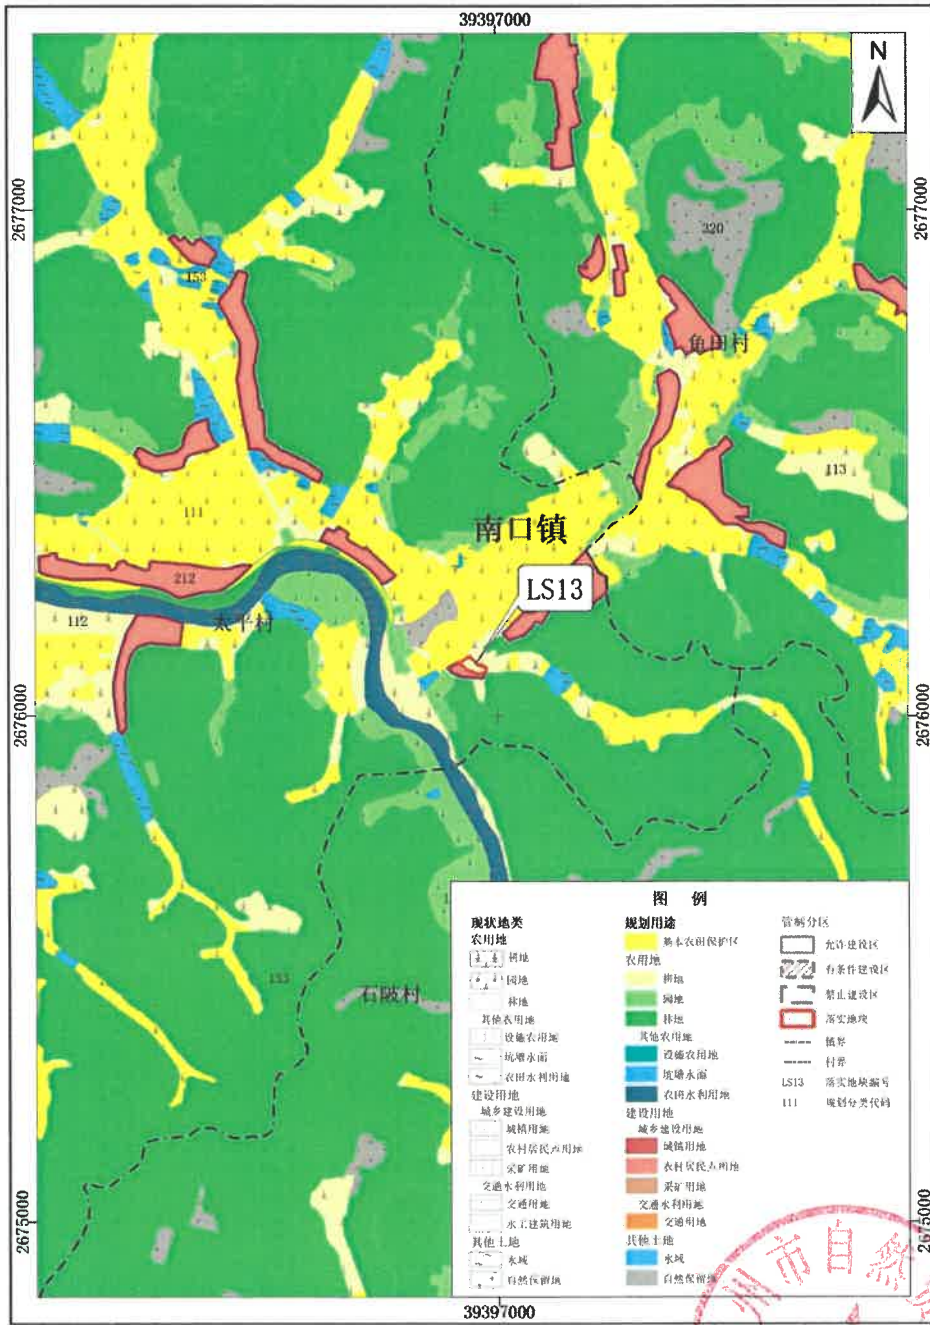 39397000
N
2677000
2677000
320
153
角田村
113
111
南口镇
LS13
212
112
太平村
2676000
2676000
153
石陂村
图 例
现状地类
农用地
耕地
园地
林地
其他农用地
设施农用地
坑塘水面
农田水利用地
建设用地
城乡建设用地
城镇用地
农村居民点用地
采矿用地
交通水利用地
交通用地
水工建筑用地
其他土地
水域
自然保留地
规划用途
基本农田保护区
农用地
耕地
园地
林地
其他农用地
设施农用地
坑塘水面
农田水利用地
建设用地
城乡建设用地
城镇用地
农村居民点用地
采矿用地
交通水利用地
交通用地
其他土地
水域
自然保留地
管制分区
允许建设区
有条件建设区
禁止建设区
落实地块
镇界
村界
LS13 落实地块编号
111 规划分类代码
2675000
2675000
州市自然
39397000